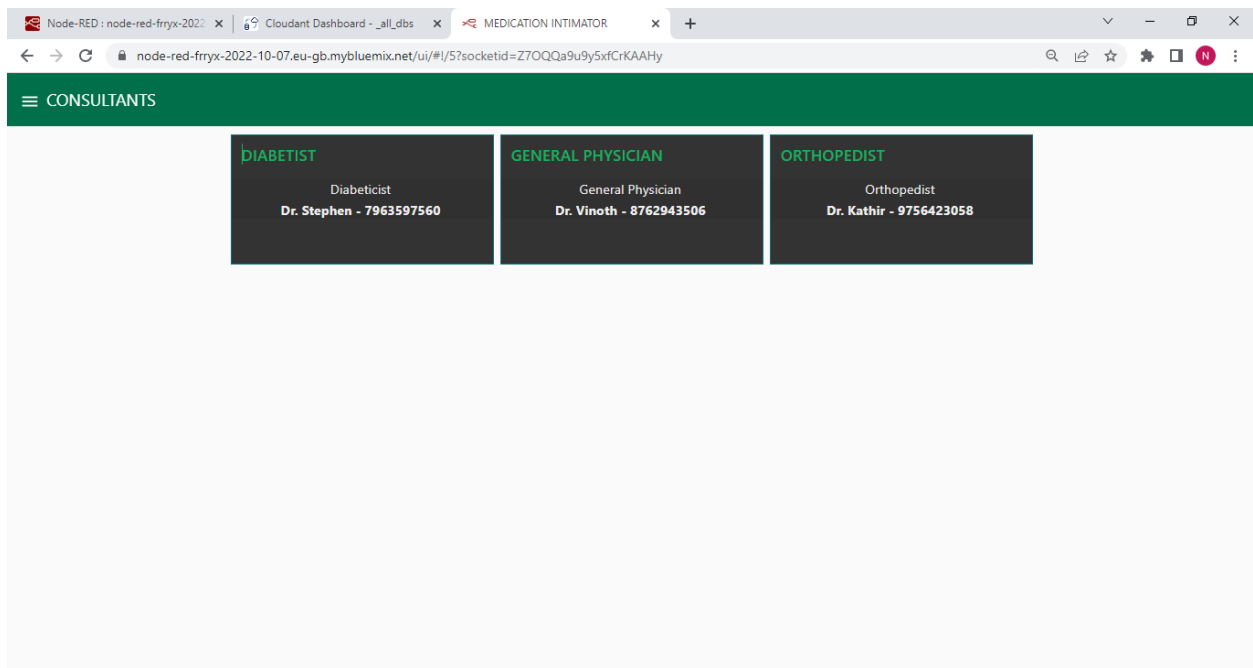 Node-RED : node-red-frryx-2022
Cloudant Dashboard - _all_dbs
MEDICATION INTIMATOR
node-red-frryx-2022-10-07.eu-gb.mybluemix.net/ui/#!/5?socketid=Z7OQQa9u9y5xfCrKAAHy
N
CONSULTANTS
DIABETIST
Diabeticist
Dr. Stephen - 7963597560
GENERAL PHYSICIAN
General Physician
Dr. Vinoth - 8762943506
ORTHOPEDIST
Orthopedist
Dr. Kathir - 9756423058